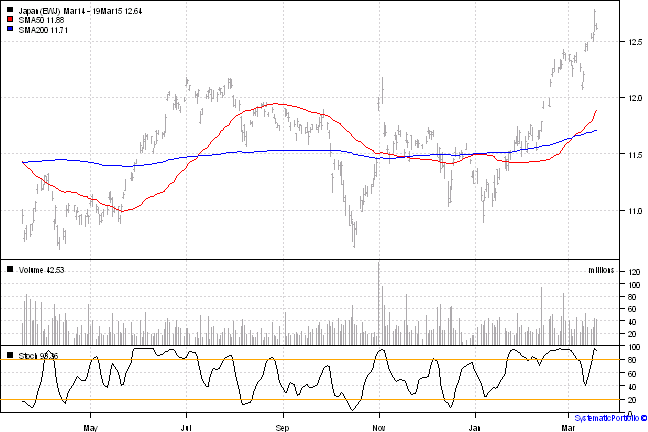 Japan (EWJ) Mar14 - 19Mar15 12.64
SMA50 11.88
SMA200 11.71
12.5
12.0
11.5
11.0
Volume 42.53
millions
120
100
80
60
40
20
Stoch
100
80
60
40
20
0
May
Jul
Sep
Nov
Jan
Mar
SystematicPortfolio ©